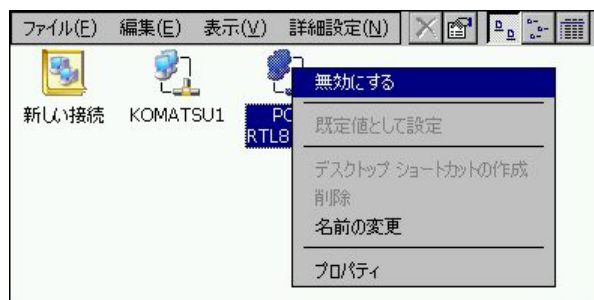 ファイル(F) 編集(E) 表示(V) 詳細設定(N)
新しい接続 KOMATSU1
無効にする
既定値として設定
デスクトップ ショートカットの作成
削除
名前の変更
プロパティ